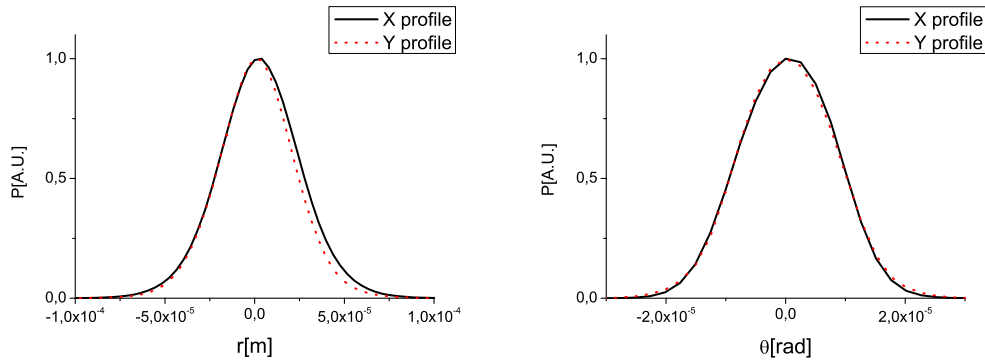 X profile
Y profile
1,0
0,5
0,0
P[A.U.]
-1,0x10⁻⁴
-5,0x10⁻⁵
0,0
5,0x10⁻⁵
1,0x10⁻⁴
r[m]
X profile
Y profile
1,0
0,5
0,0
P[A.U.]
-2,0x10⁻⁵
0,0
2,0x10⁻⁵
θ[rad]